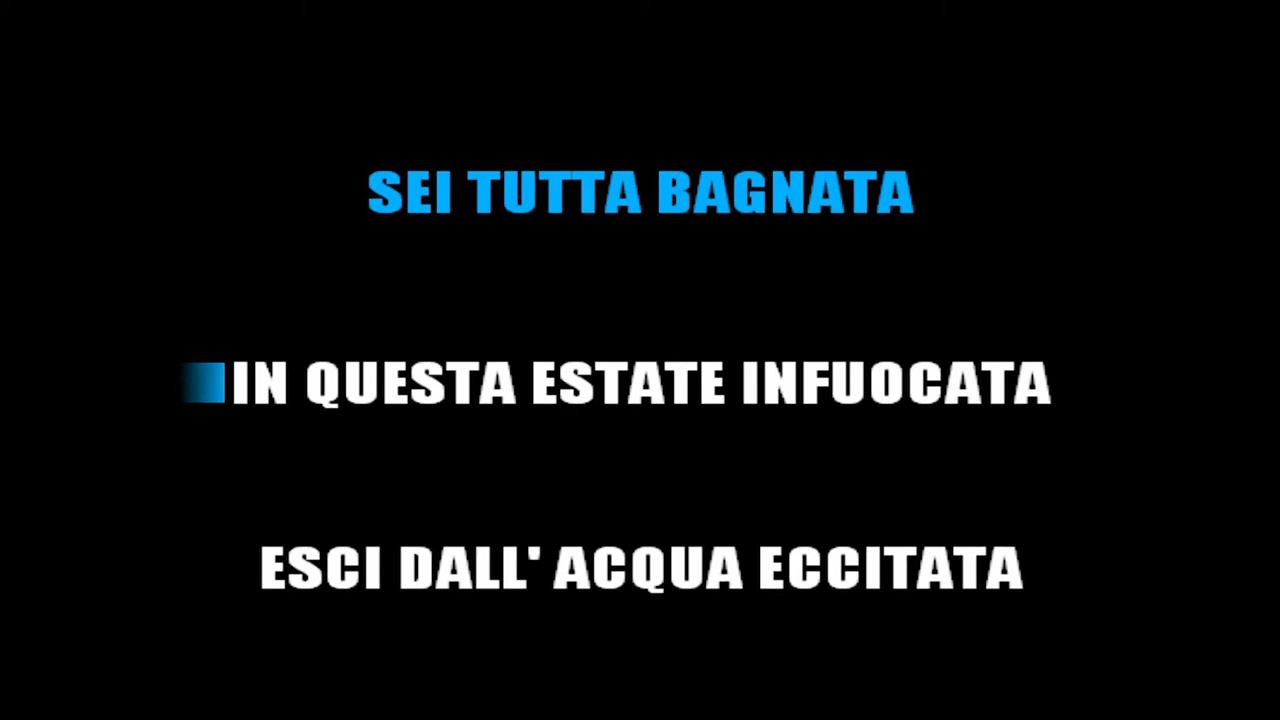 SEI TUTTA BAGNATA
IN QUESTA ESTATE INFUOCATA
ESCI DALL' ACQUA ECCITATA